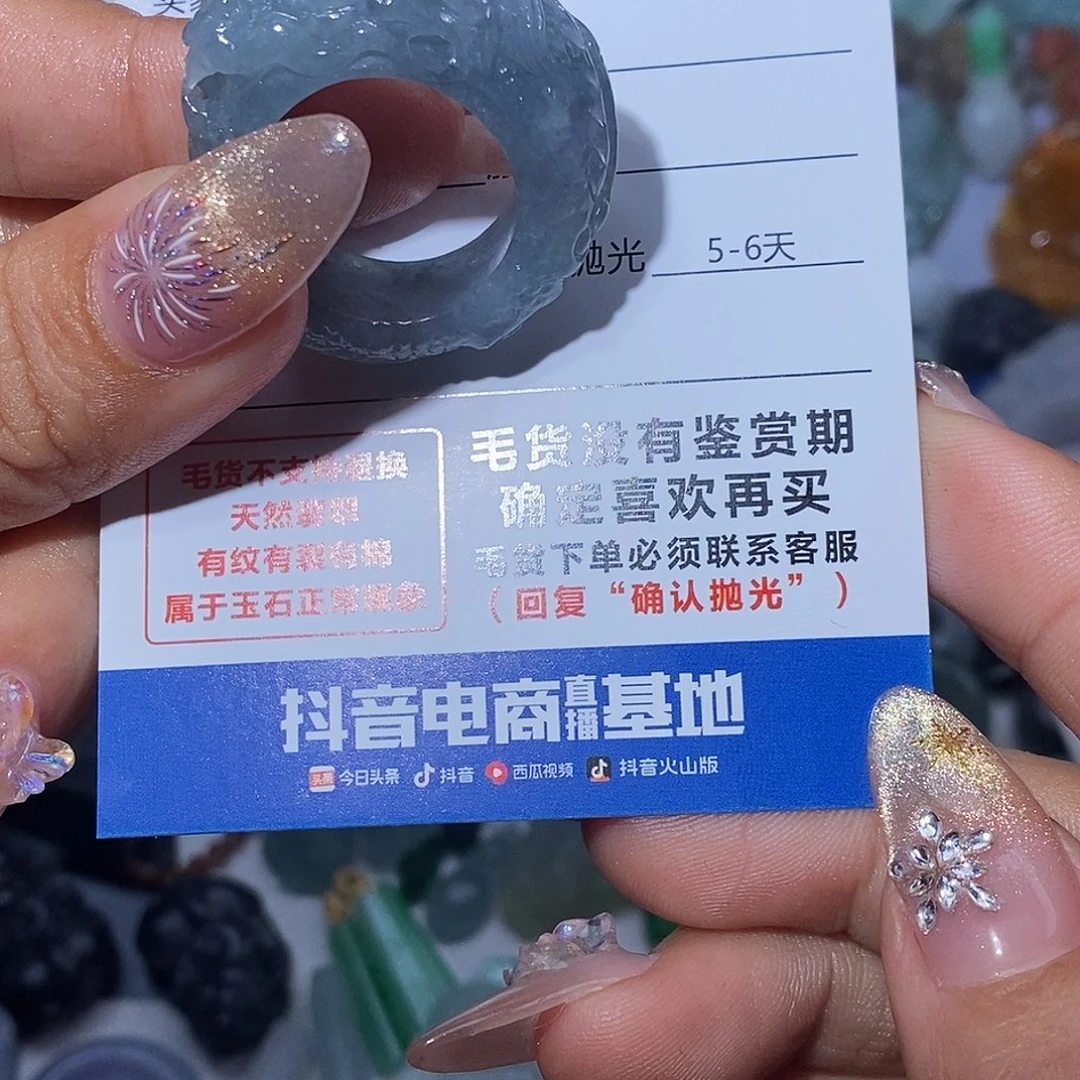 抛光 5-6天
毛货不支持退换
天然翡翠
有纹有裂有棉
属于玉石正常现象
毛货没有鉴赏期
确定喜欢再买
毛货下单必须联系客服
（回复“确认抛光”）
抖音电商直播基地
头条 今日头条 抖音 西瓜视频 抖音火山版